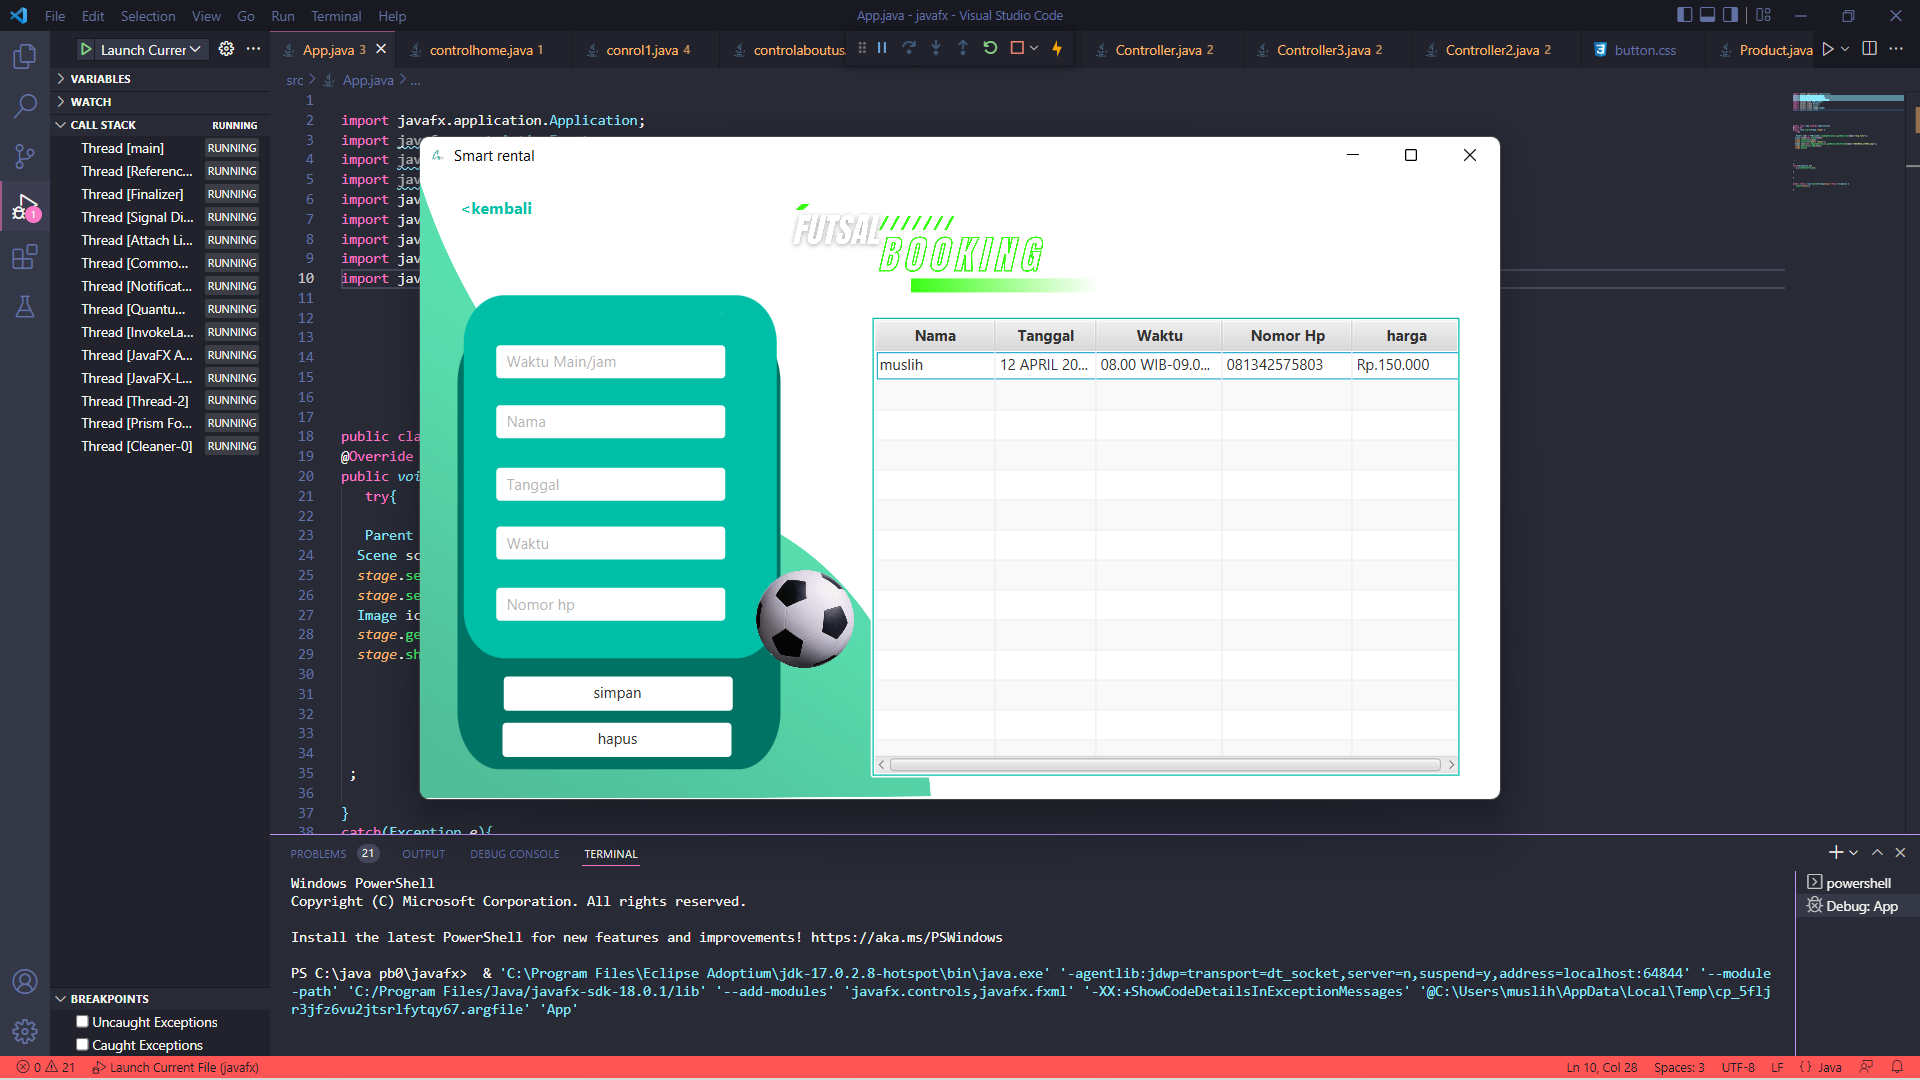 File Edit Selection View Go Run Terminal Help
App.java - javafx - Visual Studio Code
Launch Currer
App.java 3
controlhome.java 1
conrol1.java 4
controlaboutus.
Controller.java 2
Controller3.java 2
Controller2.java 2
button.css
Product.java
VARIABLES
WATCH
CALL STACK RUNNING
Thread [main] RUNNING
Thread [Referenc... RUNNING
Thread [Finalizer] RUNNING
Thread [Signal Di... RUNNING
Thread [Attach Li... RUNNING
Thread [Commo... RUNNING
Thread [Notificat... RUNNING
Thread [Quantu... RUNNING
Thread [InvokeLa... RUNNING
Thread [JavaFX A... RUNNING
Thread [JavaFX-L... RUNNING
Thread [Thread-2] RUNNING
Thread [Prism Fo... RUNNING
Thread [Cleaner-0] RUNNING
BREAKPOINTS
Uncaught Exceptions
Caught Exceptions
src > App.java > ...
1
2 import javafx.application.Application;
3 import
4 import jav
5 import jav
6 import jav
7 import jav
8 import jav
9 import jav
10 import jav
11
12
13
14
15
16
17
18 public cla
19 @Override
20 public voi
21 try{
22
23 Parent
24 Scene sc
25 stage.se
26 stage.se
27 Image ic
28 stage.ge
29 stage.sh
30
31
32
33
34
35 ;
36
37 }
38 catch(Exception e){
Smart rental
<kembali
FUTSAL
BOOKING
Waktu Main/jam
Nama
Tanggal
Waktu
Nomor hp
simpan
hapus
Nama Tanggal Waktu Nomor Hp harga
muslih 12 APRIL 20... 08.00 WIB-09.0... 081342575803 Rp.150.000
PROBLEMS 21 OUTPUT DEBUG CONSOLE TERMINAL
Windows PowerShell
Copyright (C) Microsoft Corporation. All rights reserved.
Install the latest PowerShell for new features and improvements! https://aka.ms/PSWindows
PS C:\java pb0\javafx>  & 'C:\Program Files\Eclipse Adoptium\jdk-17.0.2.8-hotspot\bin\java.exe' '-agentlib:jdwp=transport=dt_socket,server=n,suspend=y,address=localhost:64844' '--module
-path' 'C:/Program Files/Java/javafx-sdk-18.0.1/lib' '--add-modules' 'javafx.controls,javafx.fxml' '-XX:+ShowCodeDetailsInExceptionMessages' '@C:\Users\muslih\AppData\Local\Temp\cp_5flj
r3jfz6vu2jtsrlfytqy67.argfile' 'App'
powershell
Debug: App
0 21 Launch Current File (javafx)
Ln 10, Col 28 Spaces: 3 UTF-8 LF {} Java